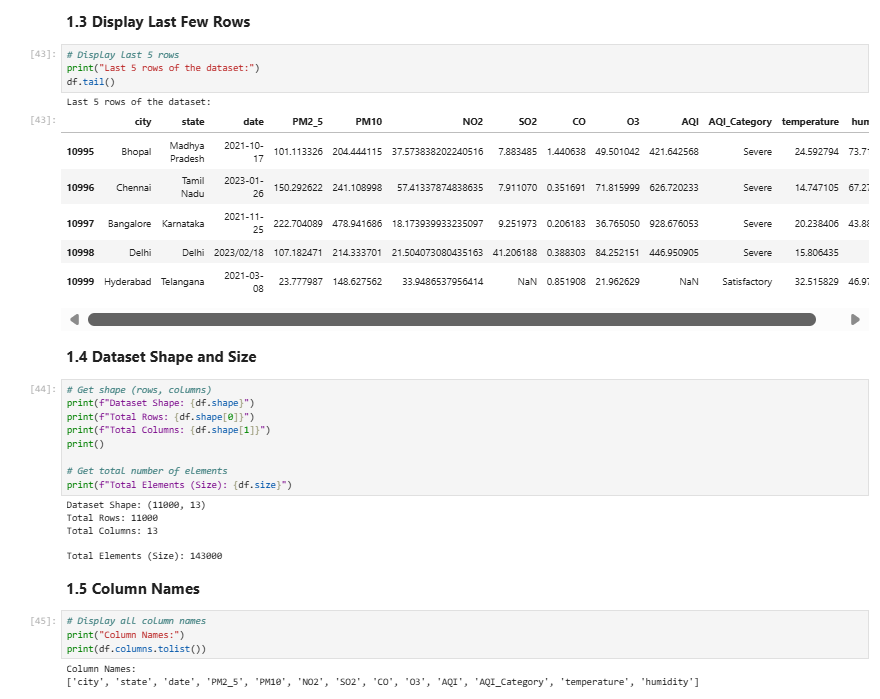 1.3 Display Last Few Rows
[43]: # Display last 5 rows
print("Last 5 rows of the dataset:")
df.tail()
Last 5 rows of the dataset:
[43]: city state date PM2_5 PM10 NO2 SO2 CO O3 AQI AQI_Category temperature hum
10995 Bhopal Madhya Pradesh 2021-10-17 101.113326 204.444115 37.573838202240516 7.883485 1.440638 49.501042 421.642568 Severe 24.592794 73.7
10996 Chennai Tamil Nadu 2023-01-26 150.292622 241.108998 57.41337874838635 7.911070 0.351691 71.815999 626.720233 Severe 14.747105 67.2
10997 Bangalore Karnataka 2021-11-25 222.704089 478.941686 18.173939933235097 9.251973 0.206183 36.765050 928.676053 Severe 20.238406 43.8
10998 Delhi Delhi 2023/02/18 107.182471 214.333701 21.504073080435163 41.206188 0.388303 84.252151 446.950905 Severe 15.806435
10999 Hyderabad Telangana 2021-03-08 23.777987 148.627562 33.9486537956414 NaN 0.851908 21.962629 NaN Satisfactory 32.515829 46.9
1.4 Dataset Shape and Size
[44]: # Get shape (rows, columns)
print(f"Dataset Shape: {df.shape}")
print(f"Total Rows: {df.shape[0]}")
print(f"Total Columns: {df.shape[1]}")
print()
# Get total number of elements
print(f"Total Elements (Size): {df.size}")
Dataset Shape: (11000, 13)
Total Rows: 11000
Total Columns: 13
Total Elements (Size): 143000
1.5 Column Names
[45]: # Display all column names
print("Column Names:")
print(df.columns.tolist())
Column Names:
['city', 'state', 'date', 'PM2_5', 'PM10', 'NO2', 'SO2', 'CO', 'O3', 'AQI', 'AQI_Category', 'temperature', 'humidity']